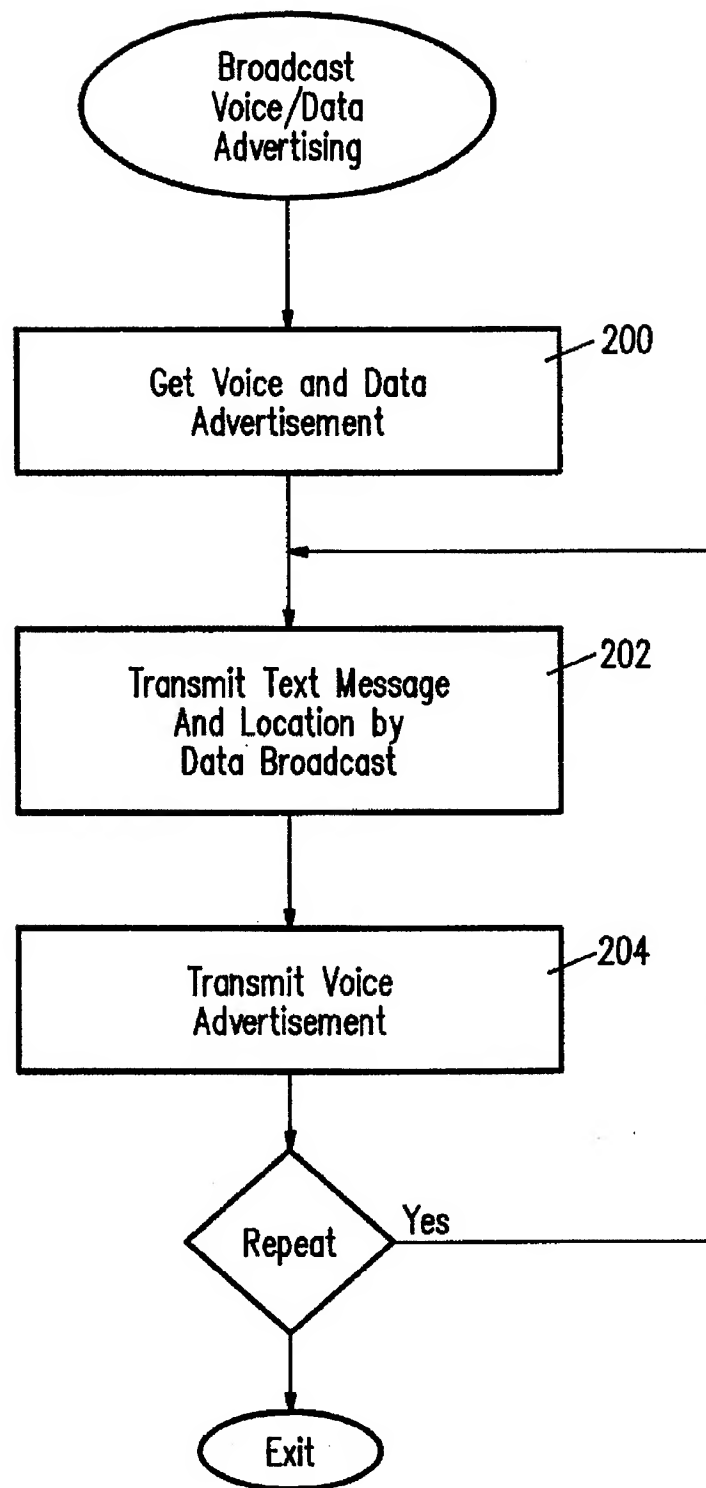 Broadcast
Voice/Data
Advertising
200
Get Voice and Data
Advertisement
202
Transmit Text Message
And Location by
Data Broadcast
204
Transmit Voice
Advertisement
Repeat
Yes
Exit